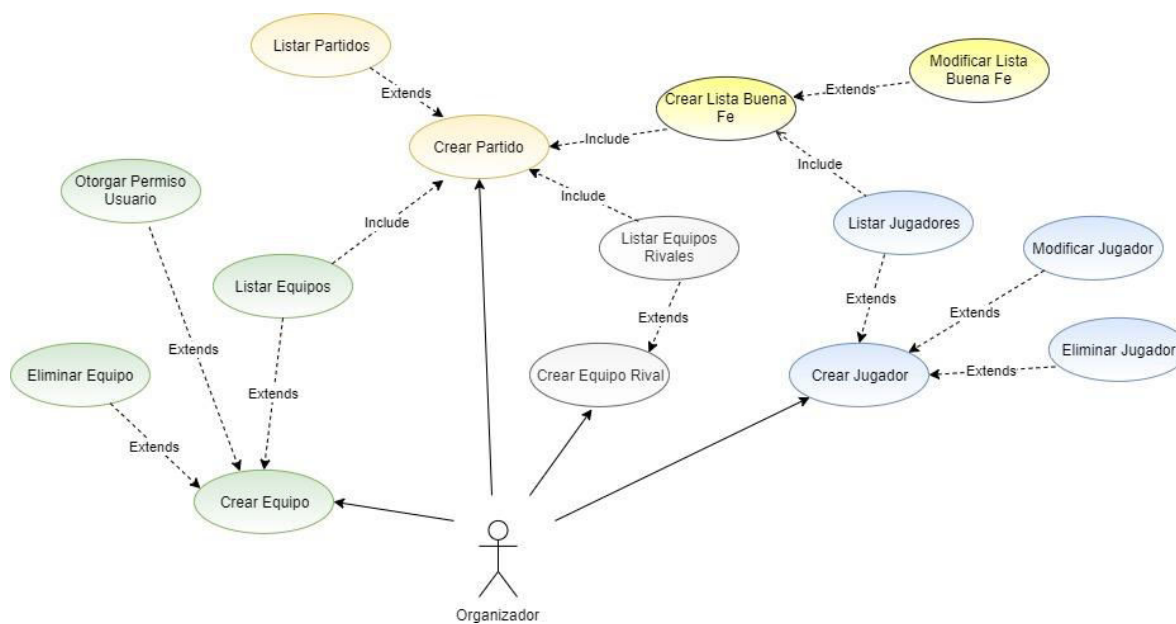 Listar Partidos
Modificar Lista
Buena Fe
Extends
Extends
Crear Lista Buena
Fe
Include
Crear Partido
Include
Otorgar Permiso
Usuario
Include
Include
Listar Jugadores
Listar Equipos
Rivales
Modificar Jugador
Listar Equipos
Extends
Extends
Extends
Extends
Eliminar Jugador
Eliminar Equipo
Crear Equipo Rival
Crear Jugador
Extends
Extends
Extends
Crear Equipo
Organizador